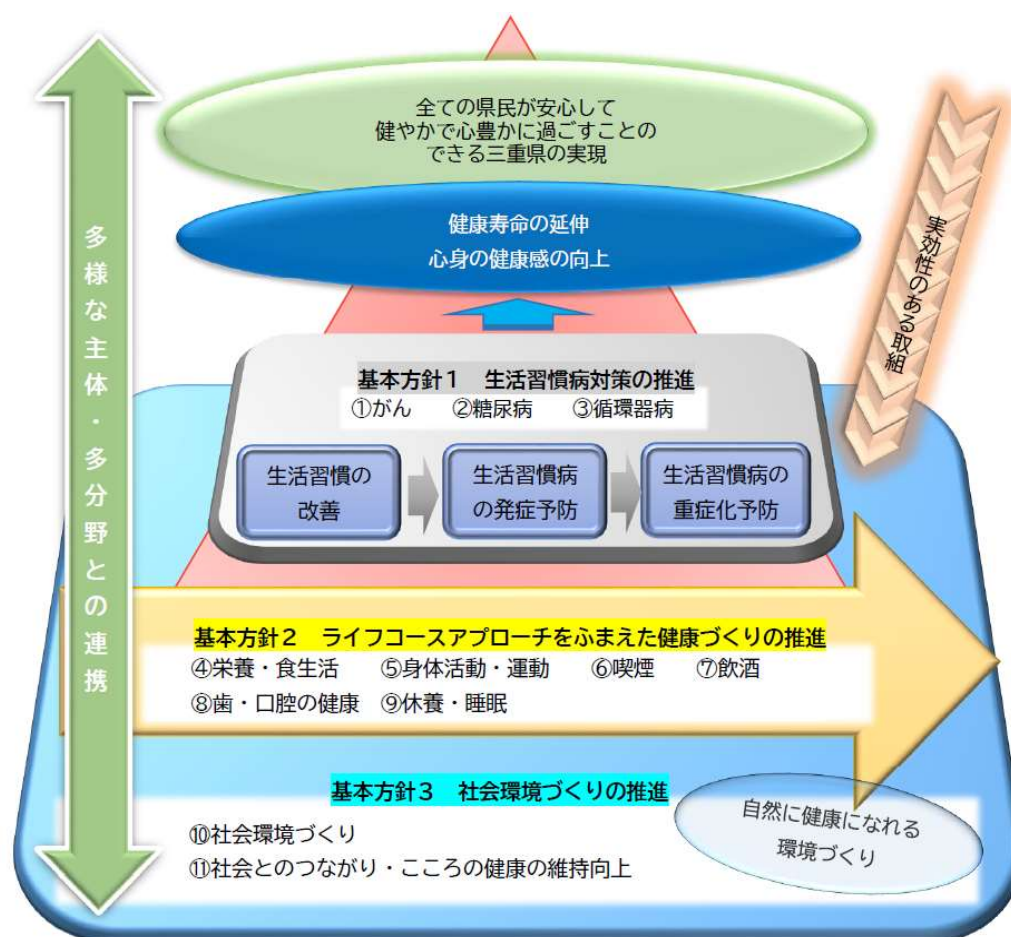 全ての県民が安心して
健やかで心豊かに過ごすことの
できる三重県の実現
健康寿命の延伸
心身の健康感の向上
実効性のある取組
多様な主体・多分野との連携
基本方針１　生活習慣病対策の推進
①がん　②糖尿病　③循環器病
生活習慣の
改善
生活習慣病
の発症予防
生活習慣病の
重症化予防
基本方針２　ライフコースアプローチをふまえた健康づくりの推進
④栄養・食生活　⑤身体活動・運動　⑥喫煙　⑦飲酒
⑧歯・口腔の健康　⑨休養・睡眠
基本方針３　社会環境づくりの推進
⑩社会環境づくり
⑪社会とのつながり・こころの健康の維持向上
自然に健康になれる
環境づくり